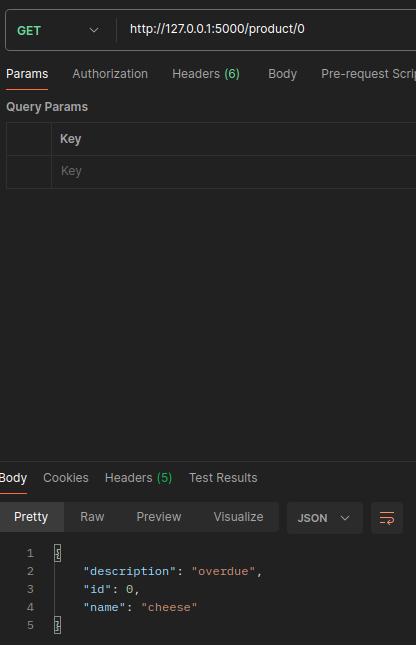 GET http://127.0.0.1:5000/product/0
Params Authorization Headers (6) Body Pre-request Scri
Query Params
Key
Key
Body Cookies Headers (5) Test Results
Pretty Raw Preview Visualize JSON
1 {
2 "description": "overdue",
3 "id": 0,
4 "name": "cheese"
5 }